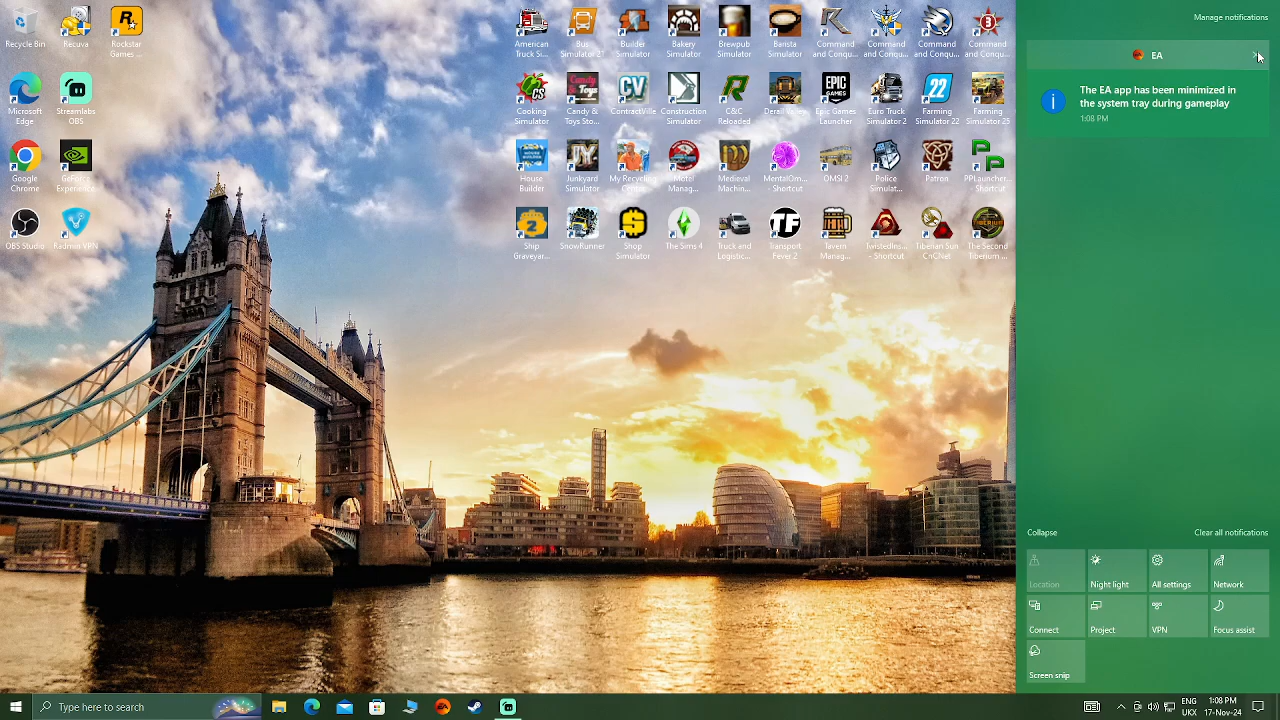 Manage notifications
EA
The EA app has been minimized in
the system tray during gameplay
1:08 PM
Recycle Bin
Recuva
Rockstar
Games ...
American
Truck Si...
Bus
Simulator 21
Builder
Simulator
Bakery
Simulator
Brewpub
Simulator
Barista
Simulator
Command
and Conqu...
Command
and Conqu...
Command
and Conqu...
Command
and Conqu...
Microsoft
Edge
Streamlabs
OBS
Cooking
Simulator
Candy &
Toys Sto...
ContractVille
Construction
Simulator
C&C
Reloaded
Derail Valley
Epic Games
Launcher
Euro Truck
Simulator 2
Farming
Simulator 22
Farming
Simulator 25
Google
Chrome
GeForce
Experience
House
Builder
Junkyard
Simulator
My Recycling
Center
Motel
Manag...
Medieval
Machin...
MentalOm...
- Shortcut
OMSI 2
Police
Simulat...
Patron
PPLauncher...
- Shortcut
OBS Studio
Radmin VPN
Ship
Graveyar...
SnowRunner
Shop
Simulator
The Sims 4
Truck and
Logistic...
Transport
Fever 2
Tavern
Manag...
TwistedIns...
- Shortcut
Tiberian Sun
CnCNet
The Second
Tiberium ...
Collapse
Clear all notifications
Location
Night light
All settings
Network
Connect
Project
VPN
Focus assist
Screen snip
Type here to search
ENG
UKX
1:08 PM
17-Nov-24